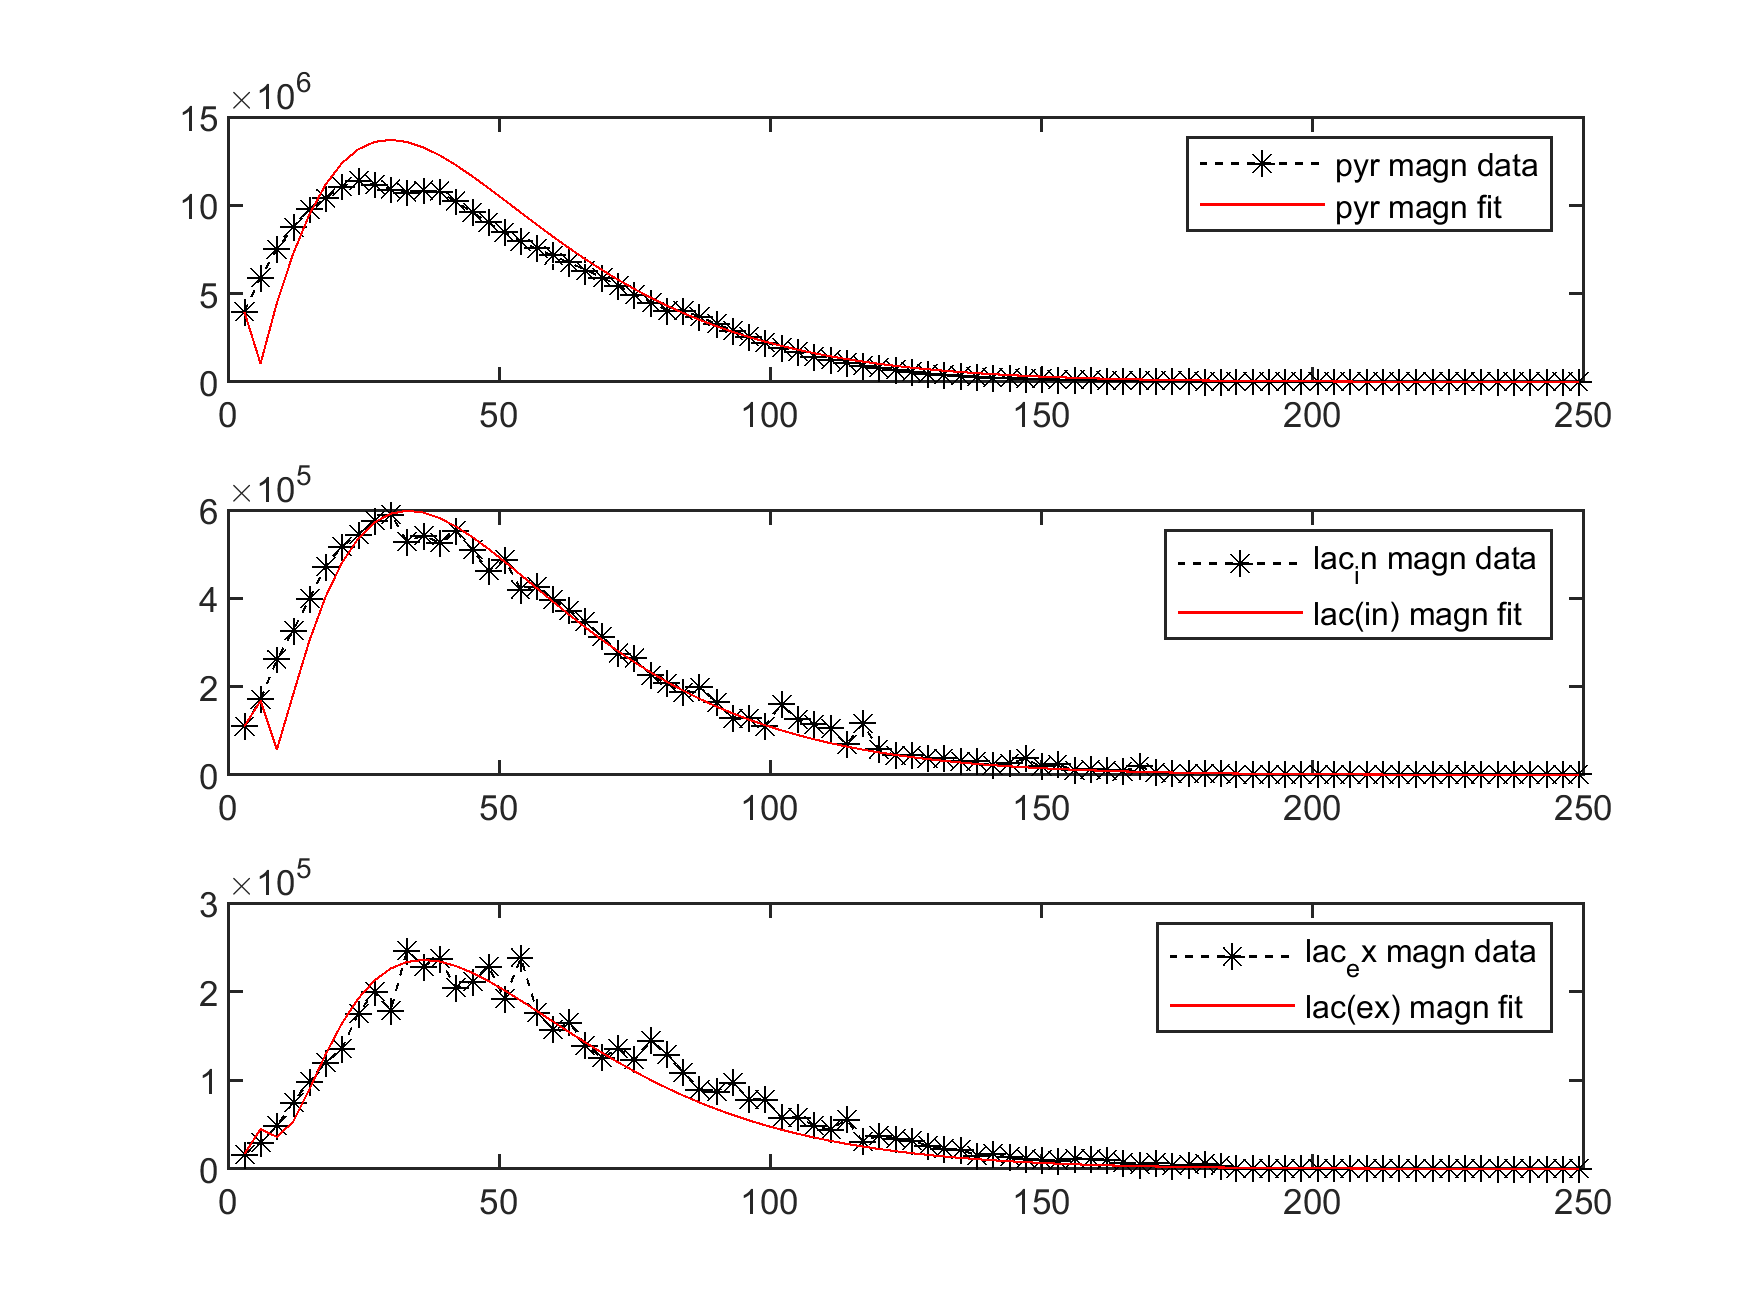 ×10^6
15
10
5
0
0 50 100 150 200 250
pyr magn data
pyr magn fit
×10^5
6
4
2
0
0 50 100 150 200 250
lac_in magn data
lac(in) magn fit
×10^5
3
2
1
0
0 50 100 150 200 250
lac_ex magn data
lac(ex) magn fit